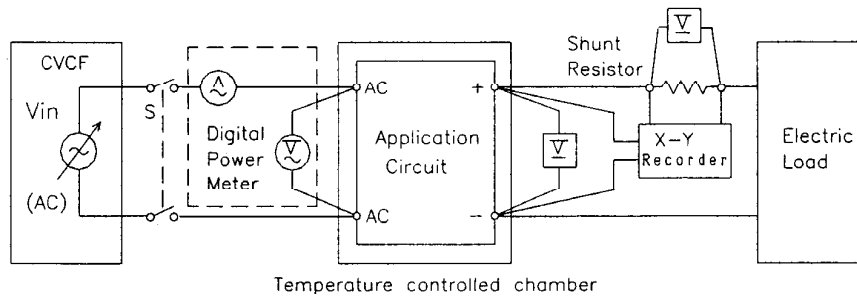 CVCF
Vin
(AC)
S
A
Digital
Power
Meter
V
AC
AC
Application
Circuit
+
-
V
Shunt
Resistor
V
X-Y
Recorder
Electric
Load
Temperature controlled chamber